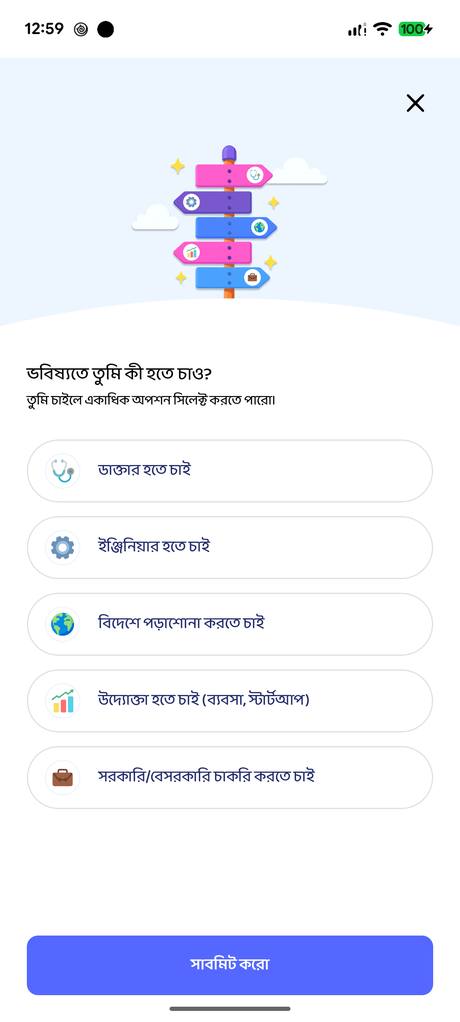 12:59
100
ভবিষ্যতে তুমি কী হতে চাও?
তুমি চাইলে একাধিক অপশন সিলেক্ট করতে পারো।
ডাক্তার হতে চাই
ইঞ্জিনিয়ার হতে চাই
বিদেশে পড়াশোনা করতে চাই
উদ্যোক্তা হতে চাই (ব্যবসা, স্টার্টআপ)
সরকারি/বেসরকারি চাকরি করতে চাই
সাবমিট করো